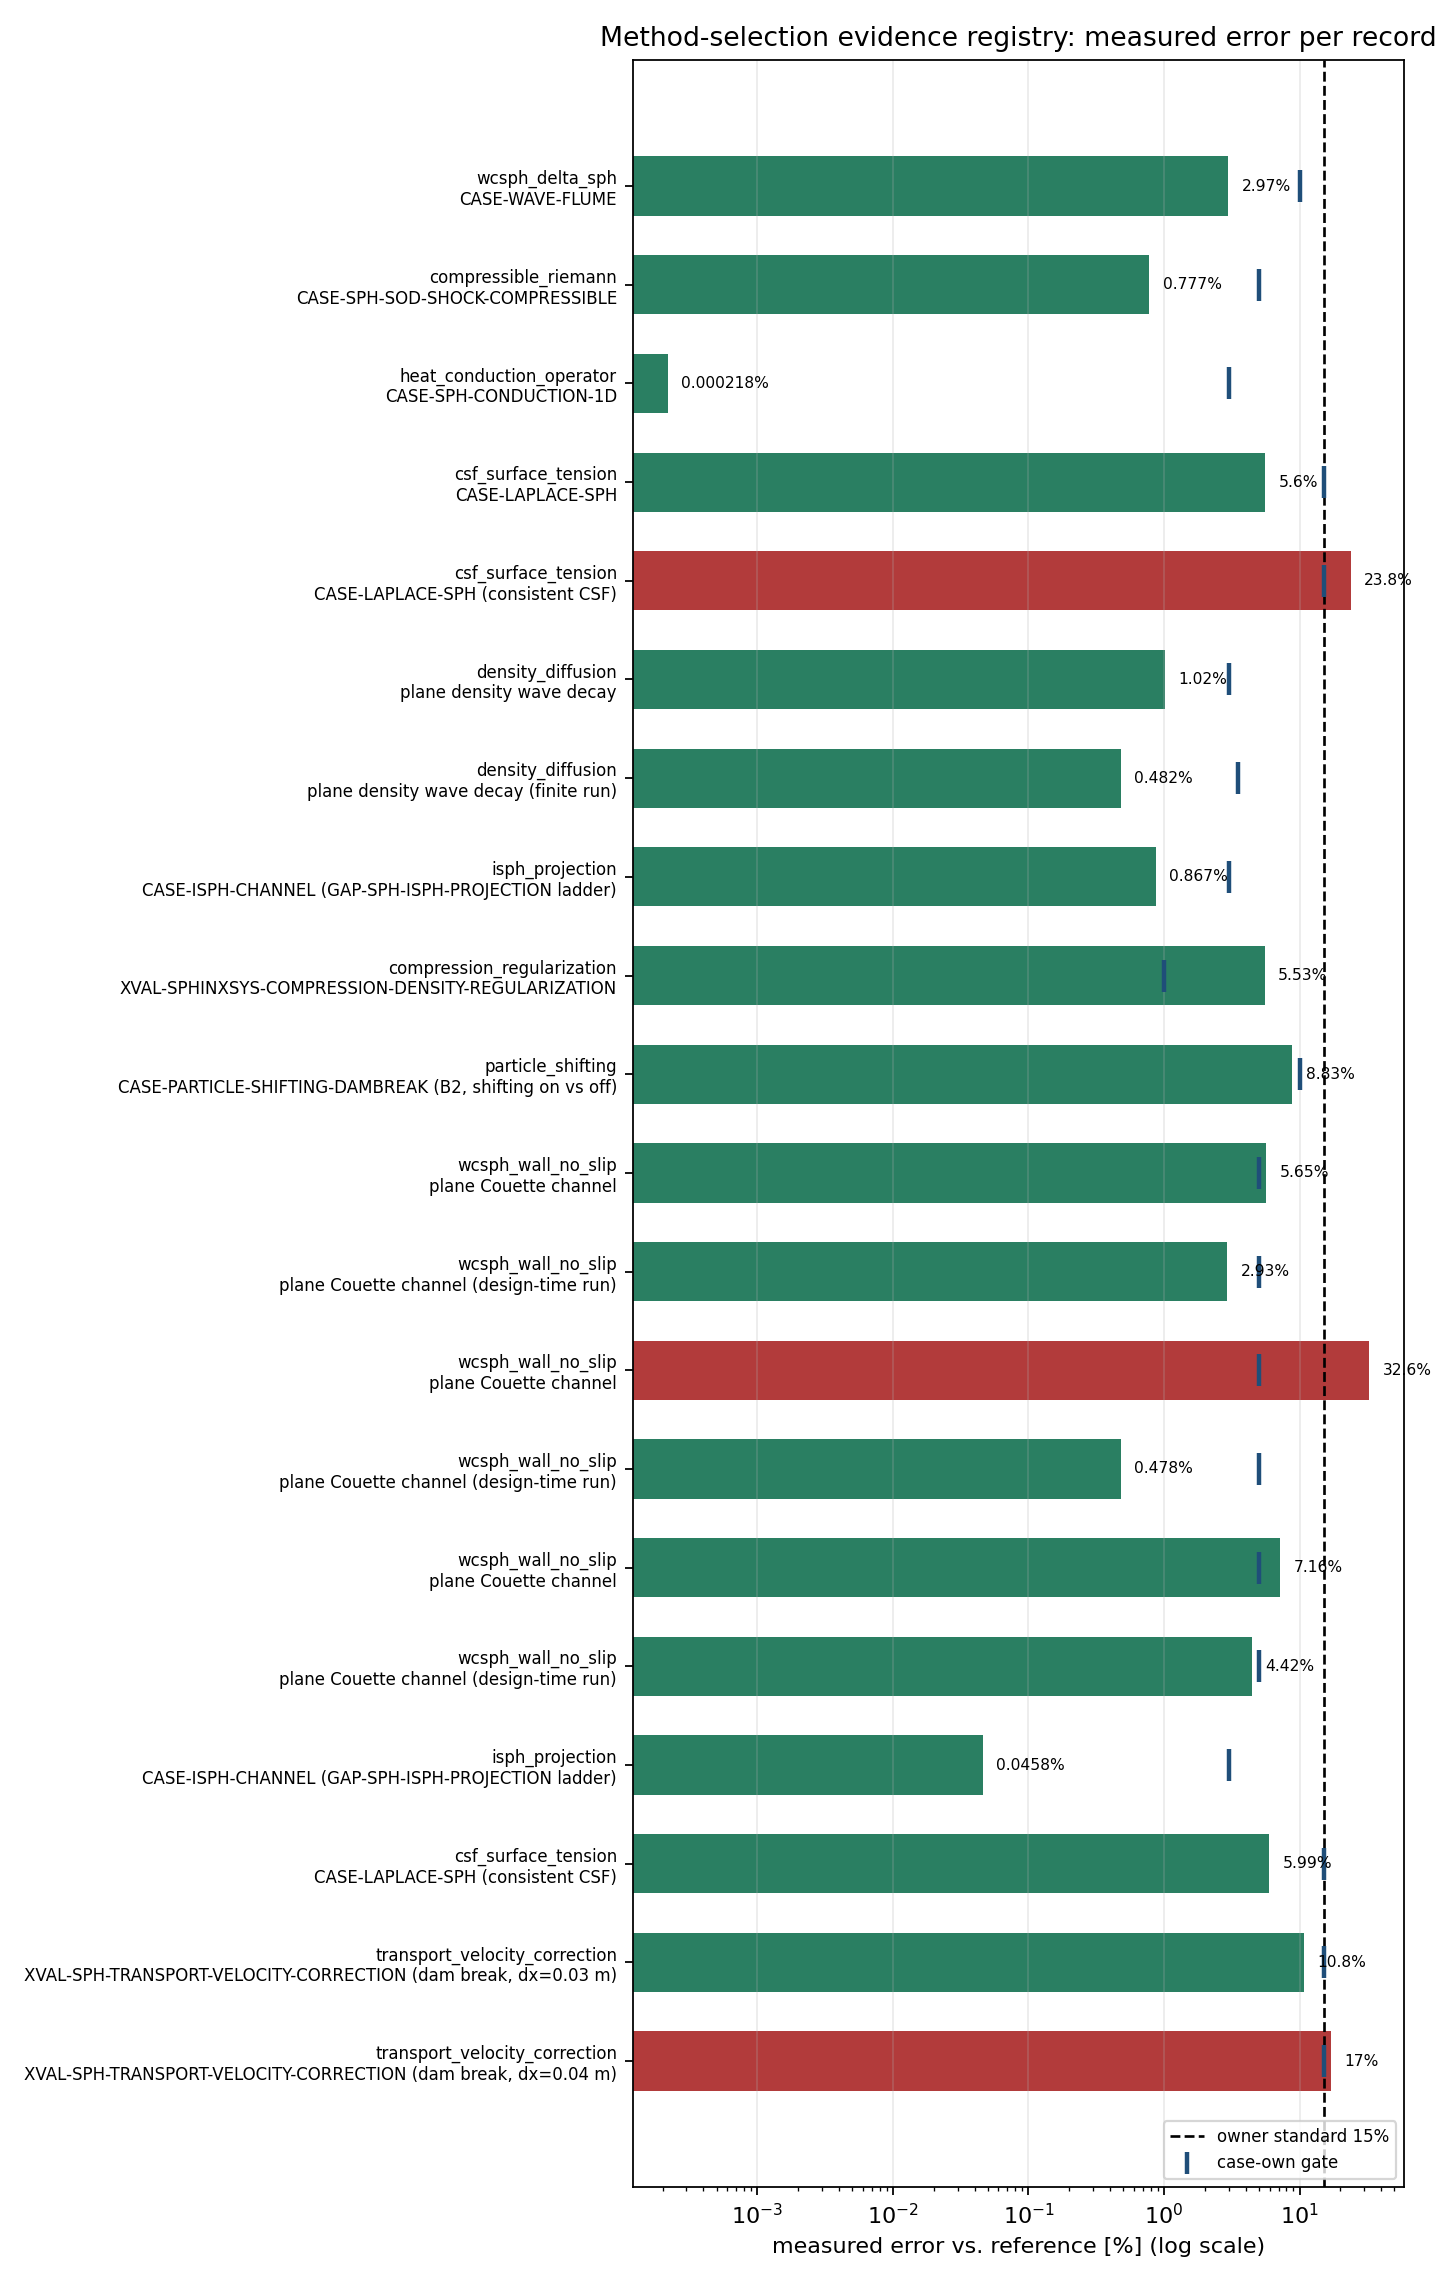 Method-selection evidence registry: measured error per record
wcsph_delta_sph
CASE-WAVE-FLUME
2.97%
compressible_riemann
CASE-SPH-SOD-SHOCK-COMPRESSIBLE
0.777%
heat_conduction_operator
CASE-SPH-CONDUCTION-1D
0.000218%
csf_surface_tension
CASE-LAPLACE-SPH
5.6%
csf_surface_tension
CASE-LAPLACE-SPH (consistent CSF)
23.8%
density_diffusion
plane density wave decay
1.02%
density_diffusion
plane density wave decay (finite run)
0.482%
isph_projection
CASE-ISPH-CHANNEL (GAP-SPH-ISPH-PROJECTION ladder)
0.867%
compression_regularization
XVAL-SPHINXSYS-COMPRESSION-DENSITY-REGULARIZATION
5.53%
particle_shifting
CASE-PARTICLE-SHIFTING-DAMBREAK (B2, shifting on vs off)
8.83%
wcsph_wall_no_slip
plane Couette channel
5.65%
wcsph_wall_no_slip
plane Couette channel (design-time run)
2.93%
wcsph_wall_no_slip
plane Couette channel
32.6%
wcsph_wall_no_slip
plane Couette channel (design-time run)
0.478%
wcsph_wall_no_slip
plane Couette channel
7.16%
wcsph_wall_no_slip
plane Couette channel (design-time run)
4.42%
isph_projection
CASE-ISPH-CHANNEL (GAP-SPH-ISPH-PROJECTION ladder)
0.0458%
csf_surface_tension
CASE-LAPLACE-SPH (consistent CSF)
5.99%
transport_velocity_correction
XVAL-SPH-TRANSPORT-VELOCITY-CORRECTION (dam break, dx=0.03 m)
10.8%
transport_velocity_correction
XVAL-SPH-TRANSPORT-VELOCITY-CORRECTION (dam break, dx=0.04 m)
17%
owner standard 15%
case-own gate
10⁻³ 10⁻² 10⁻¹ 10⁰ 10¹
measured error vs. reference [%] (log scale)